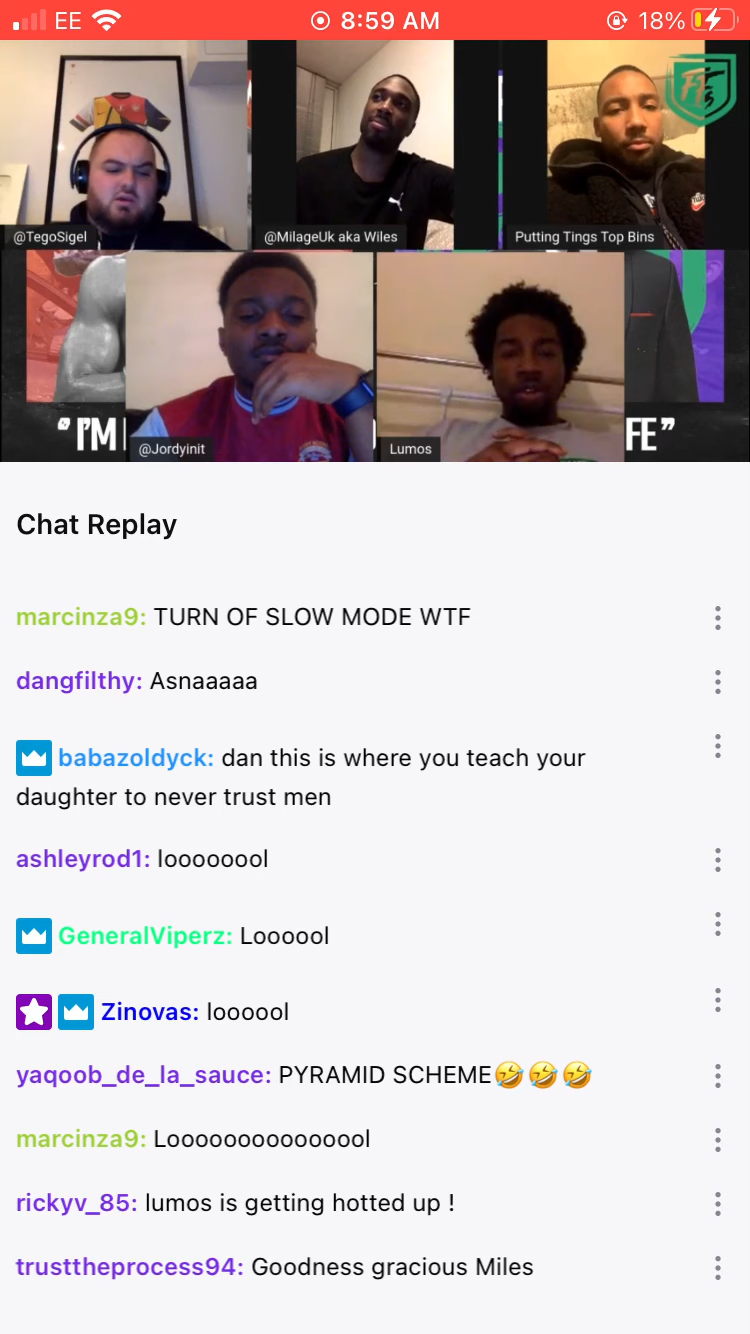 EE
8:59 AM
18%
FTs
@TegoSigel
@MilageUk aka Wiles
Putting Tings Top Bins
"I'M
FE"
@Jordyinit
Lumos
Chat Replay
marcinza9: TURN OF SLOW MODE WTF
dangfilthy: Asnaaaaa
babazoldyck: dan this is where you teach your
daughter to never trust men
ashleyrod1: loooooool
GeneralViperz: Loooool
Zinovas: loooool
yaqoob_de_la_sauce: PYRAMID SCHEME🤣🤣🤣
marcinza9: Looooooooooooool
rickyv_85: lumos is getting hotted up !
trusttheprocess94: Goodness gracious Miles